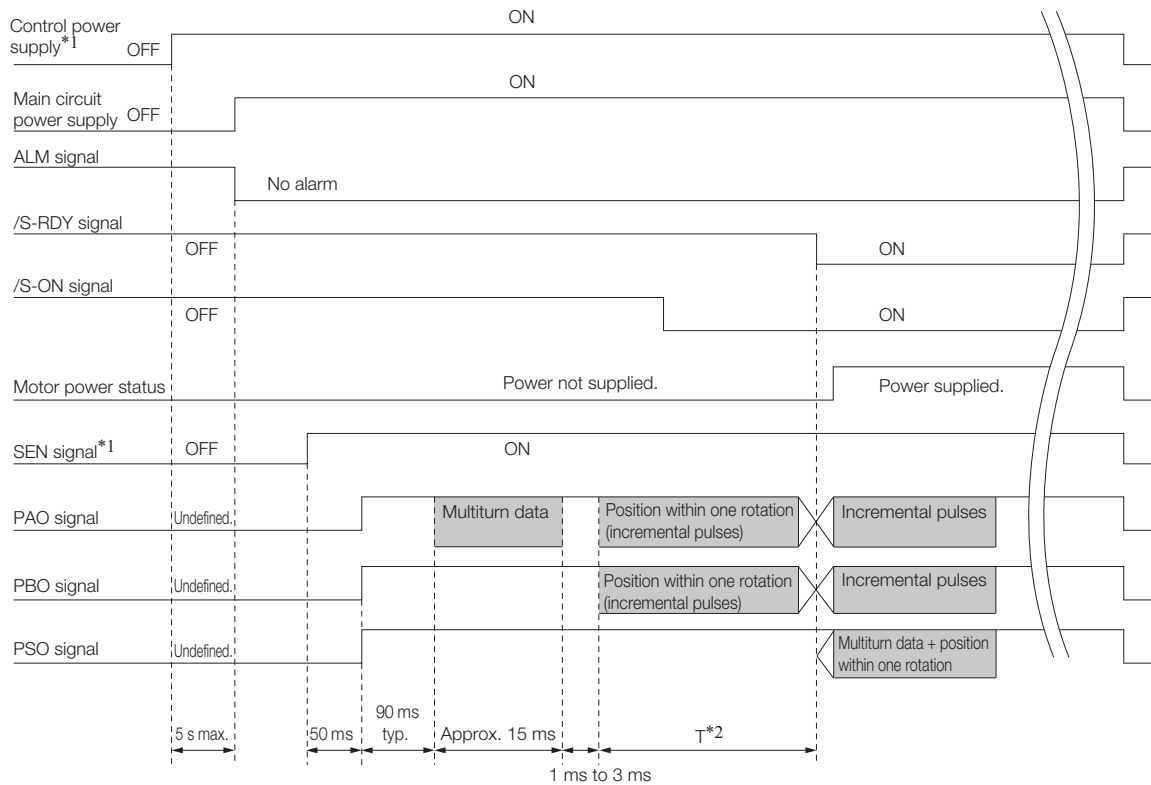 Control power
supply*1
OFF
ON
Main circuit
power supply
OFF
ON
ALM signal
No alarm
/S-RDY signal
OFF
ON
/S-ON signal
OFF
ON
Motor power status
Power not supplied.
Power supplied.
SEN signal*1
OFF
ON
PAO signal
Undefined.
Multiturn data
Position within one rotation
(incremental pulses)
Incremental pulses
PBO signal
Undefined.
Position within one rotation
(incremental pulses)
Incremental pulses
PSO signal
Undefined.
Multiturn data + position
within one rotation
5 s max.
50 ms
90 ms
typ.
Approx. 15 ms
1 ms to 3 ms
T*2